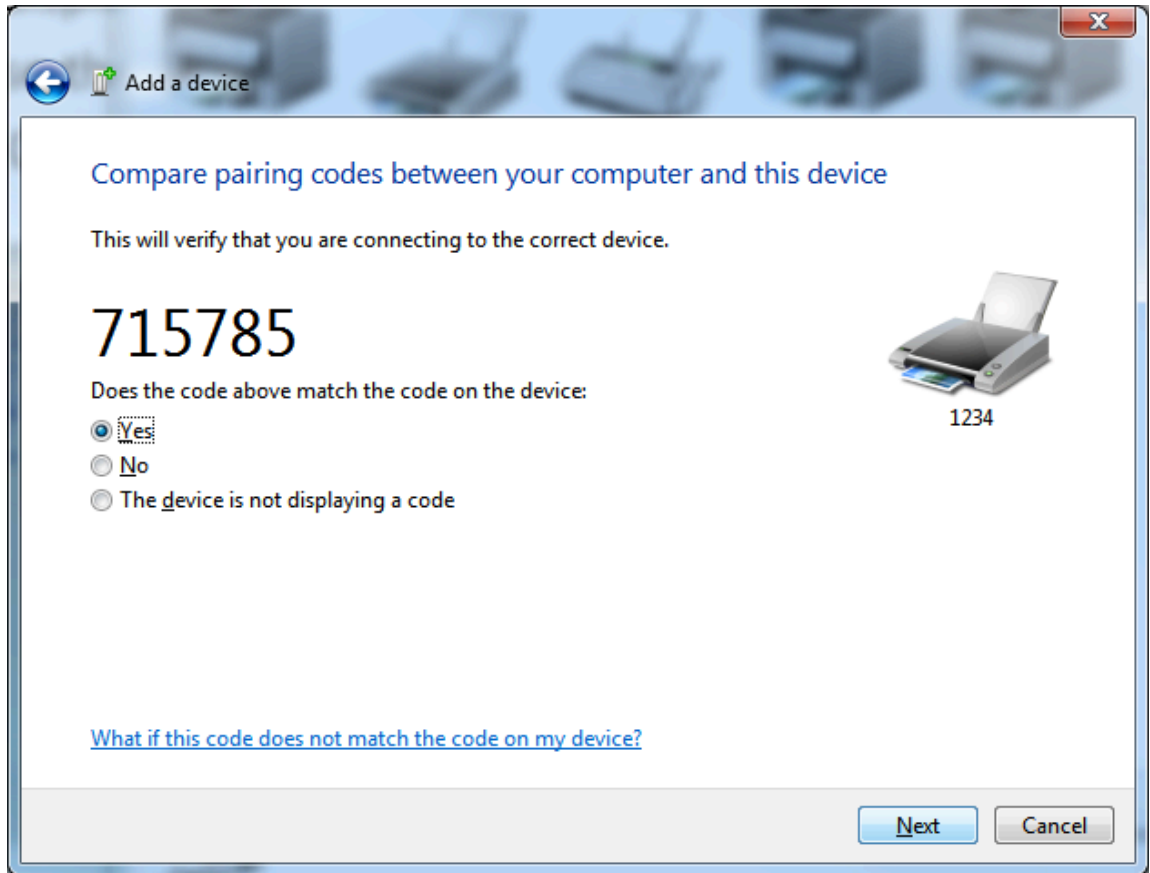 Add a device
Compare pairing codes between your computer and this device
This will verify that you are connecting to the correct device.
715785
Does the code above match the code on the device:
1234
Yes
No
The device is not displaying a code
What if this code does not match the code on my device?
Next
Cancel